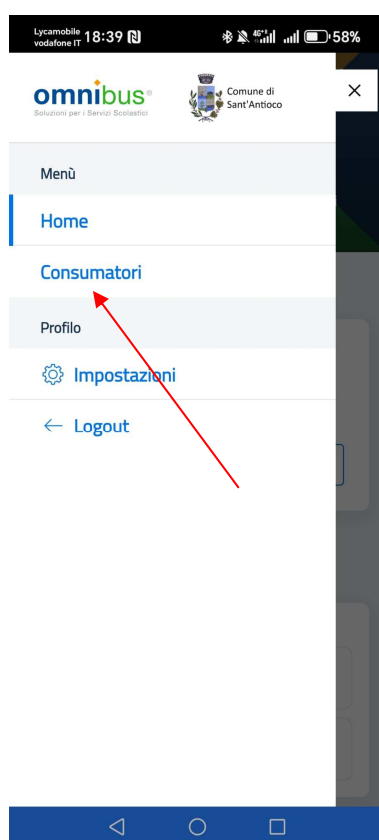 Lycamobile
vodafone IT 18:39 58%
4G+
omnibus®
Soluzioni per i Servizi Scolastici
Comune di
Sant'Antioco
Menù
Home
Consumatori
Profilo
Impostazioni
Logout